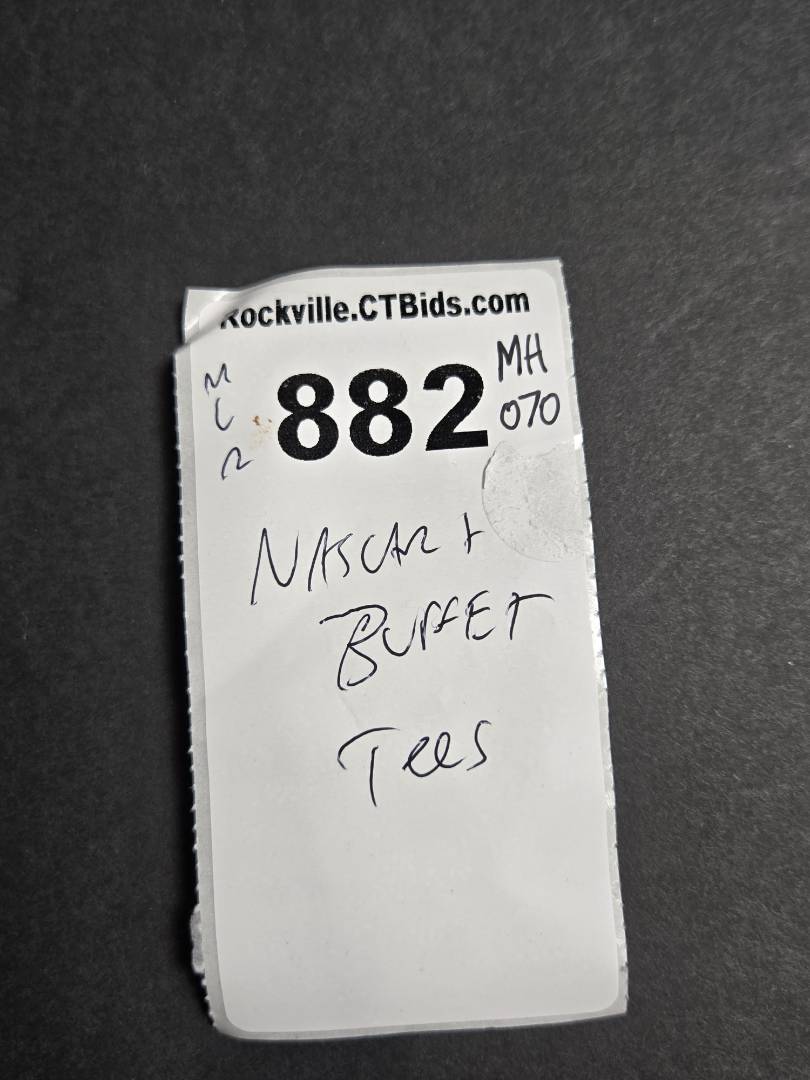 Rockville.CTBids.com
882
MH
070
NASCAR +
BUFFET
Tees